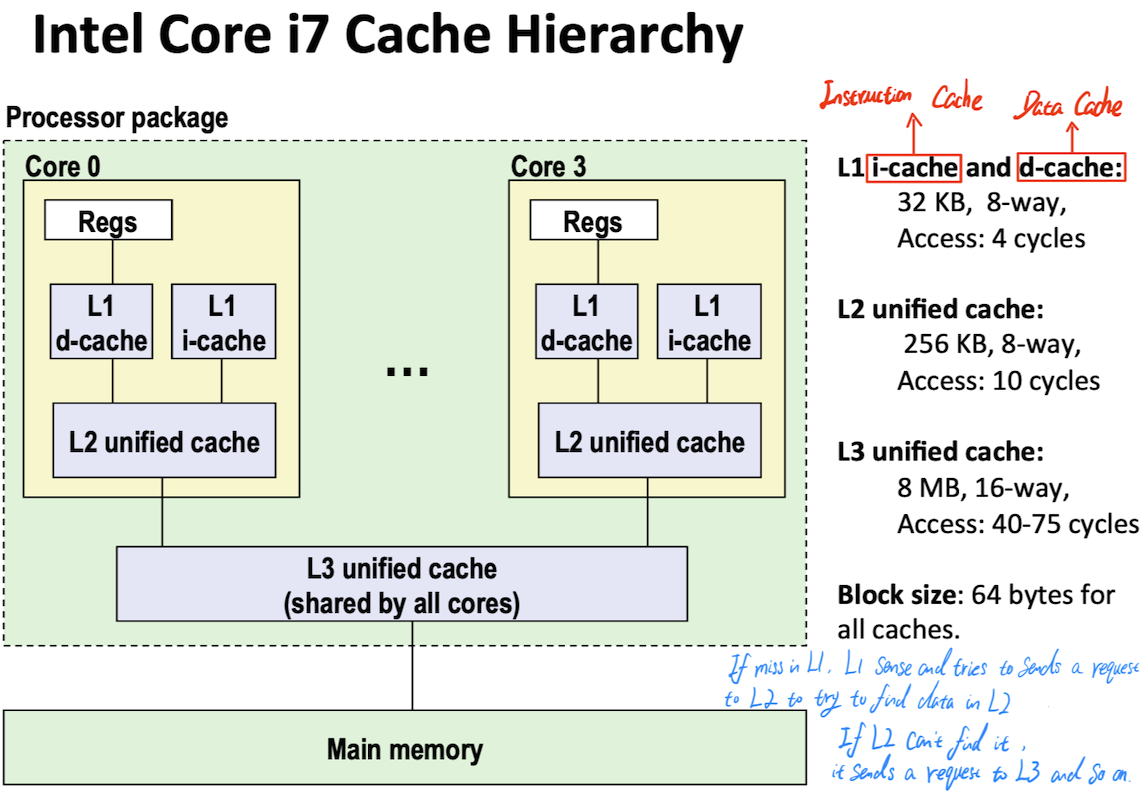 Intel Core i7 Cache Hierarchy
Processor package
Core 0
Regs
L1
d-cache
L1
i-cache
L2 unified cache
...
Core 3
Regs
L1
d-cache
L1
i-cache
L2 unified cache
L3 unified cache
(shared by all cores)
Main memory
Instruction Cache
Data Cache
L1 i-cache and d-cache:
32 KB, 8-way,
Access: 4 cycles
L2 unified cache:
256 KB, 8-way,
Access: 10 cycles
L3 unified cache:
8 MB, 16-way,
Access: 40-75 cycles
Block size: 64 bytes for
all caches.
If miss in L1, L1 sense and tries to sends a request
to L2 to try to find data in L2
If L2 can't find it,
it sends a request to L3 and so on.